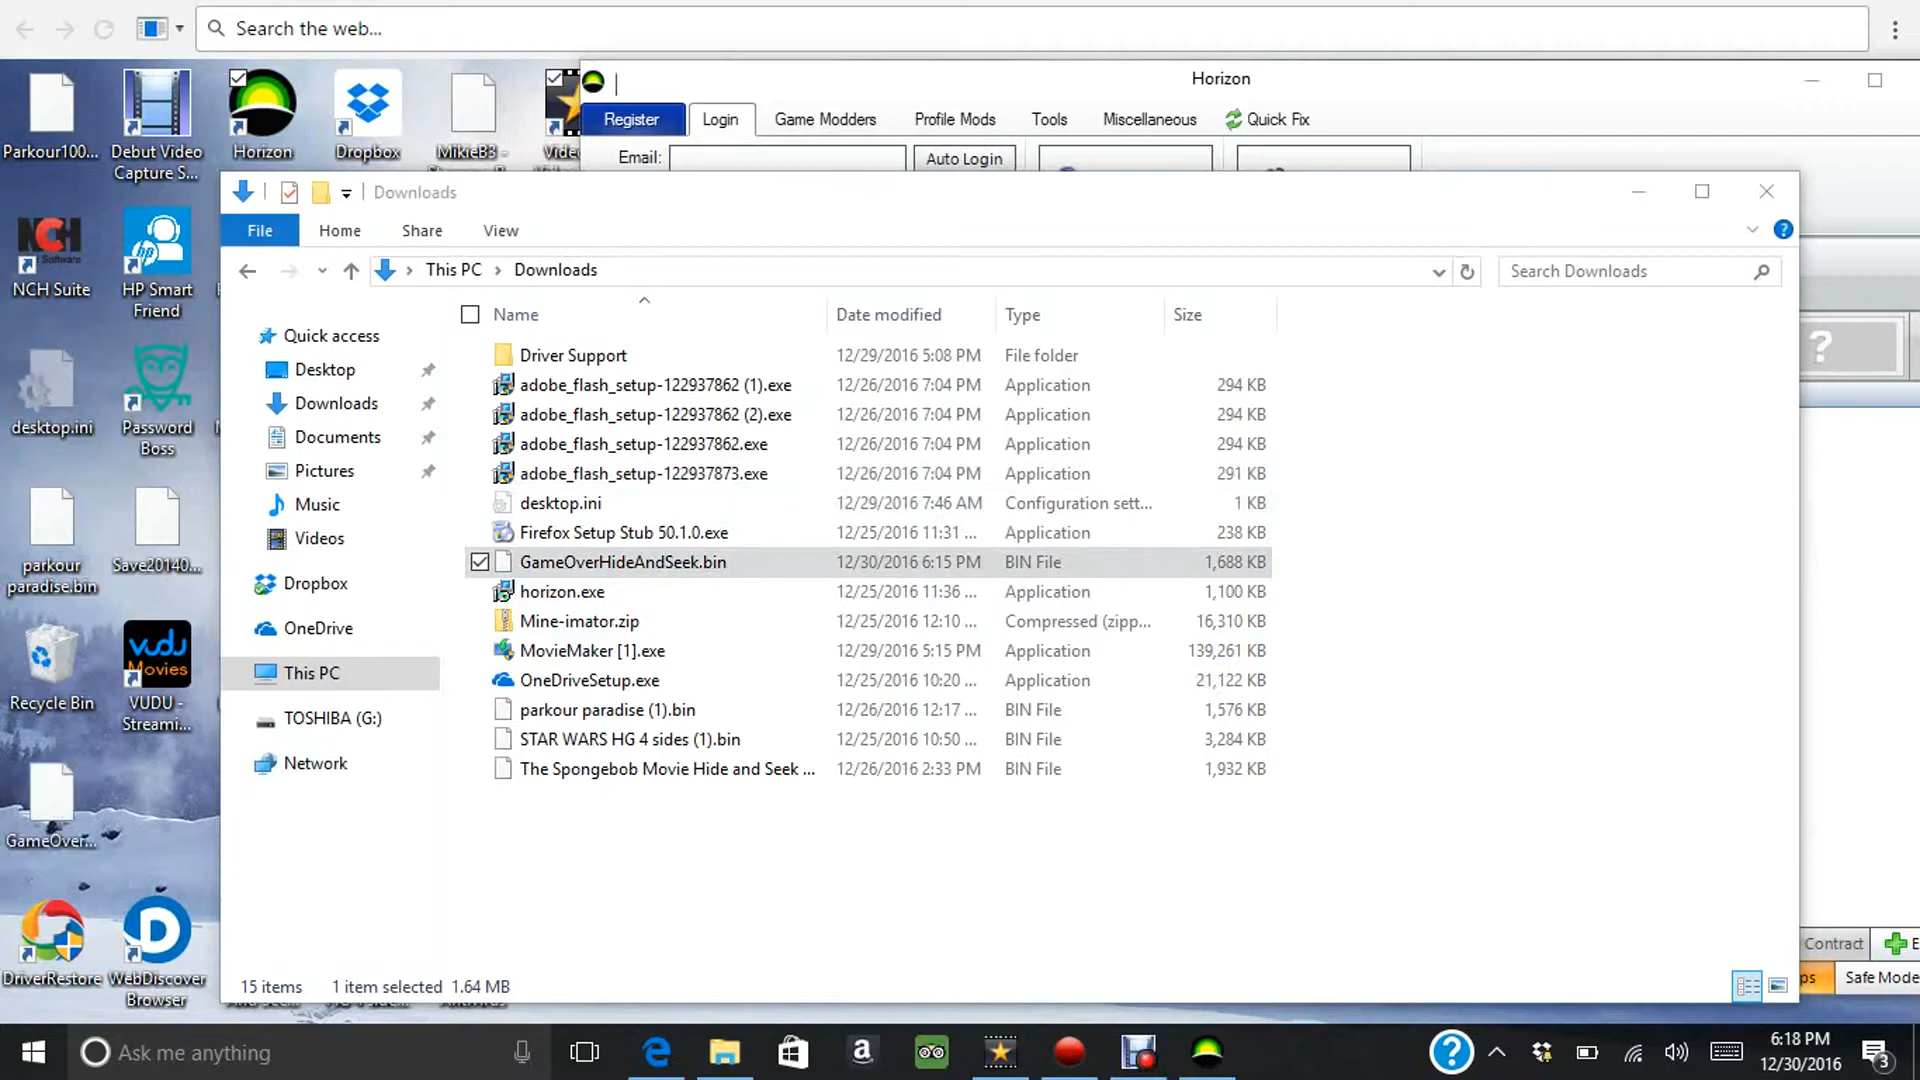 Search the web...
Horizon
Register
Login
Game Modders
Profile Mods
Tools
Miscellaneous
Quick Fix
Email:
Auto Login
Parkour100...
Debut Video
Capture S...
Horizon
Dropbox
MikieB3 -
Video
NCH
Software
NCH Suite
HP Smart
Friend
desktop.ini
Password
Boss
parkour
paradise.bin
Save20140...
Recycle Bin
vudu
Movies
VUDU -
Streami...
GameOver...
DriverRestore
WebDiscover
Browser
Downloads
File
Home
Share
View
This PC
Downloads
Search Downloads
Quick access
Desktop
Downloads
Documents
Pictures
Music
Videos
Dropbox
OneDrive
This PC
TOSHIBA (G:)
Network
Name Date modified Type Size
Driver Support 12/29/2016 5:08 PM File folder
adobe_flash_setup-122937862 (1).exe 12/26/2016 7:04 PM Application 294 KB
adobe_flash_setup-122937862 (2).exe 12/26/2016 7:04 PM Application 294 KB
adobe_flash_setup-122937862.exe 12/26/2016 7:04 PM Application 294 KB
adobe_flash_setup-122937873.exe 12/26/2016 7:04 PM Application 291 KB
desktop.ini 12/29/2016 7:46 AM Configuration sett... 1 KB
Firefox Setup Stub 50.1.0.exe 12/25/2016 11:31 ... Application 238 KB
GameOverHideAndSeek.bin 12/30/2016 6:15 PM BIN File 1,688 KB
horizon.exe 12/25/2016 11:36 ... Application 1,100 KB
Mine-imator.zip 12/25/2016 12:10 ... Compressed (zipp... 16,310 KB
MovieMaker [1].exe 12/29/2016 5:15 PM Application 139,261 KB
OneDriveSetup.exe 12/25/2016 10:20 ... Application 21,122 KB
parkour paradise (1).bin 12/26/2016 12:17 ... BIN File 1,576 KB
STAR WARS HG 4 sides (1).bin 12/25/2016 10:50 ... BIN File 3,284 KB
The Spongebob Movie Hide and Seek ... 12/26/2016 2:33 PM BIN File 1,932 KB
15 items 1 item selected 1.64 MB
Contract
ps
Safe Mode
Ask me anything
6:18 PM
12/30/2016
3